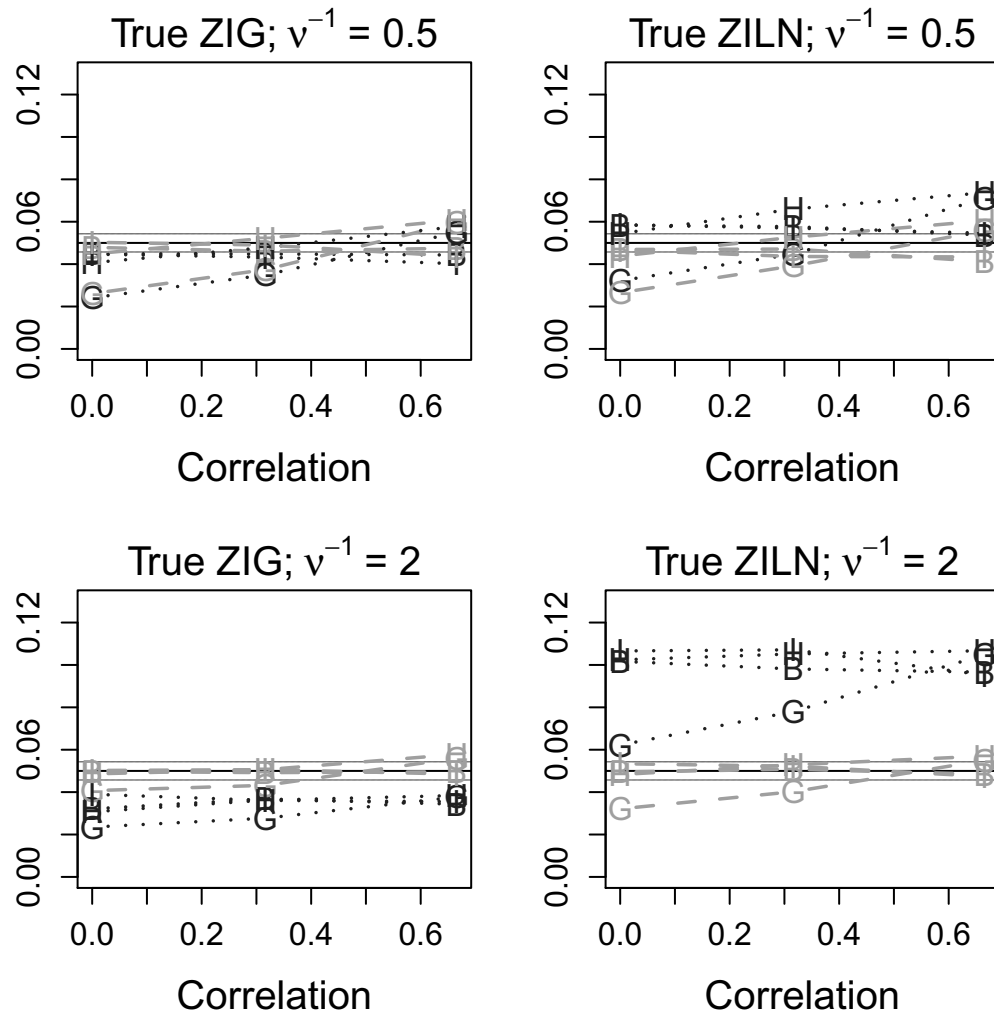 True ZIG; ν⁻¹ = 0.5
0.00 0.06 0.12
0.0 0.2 0.4 0.6
Correlation
G G G
True ZILN; ν⁻¹ = 0.5
0.00 0.06 0.12
0.0 0.2 0.4 0.6
Correlation
H H
B B
G G G
True ZIG; ν⁻¹ = 2
0.00 0.06 0.12
0.0 0.2 0.4 0.6
Correlation
G G G
True ZILN; ν⁻¹ = 2
0.00 0.06 0.12
0.0 0.2 0.4 0.6
Correlation
B B B
G G G